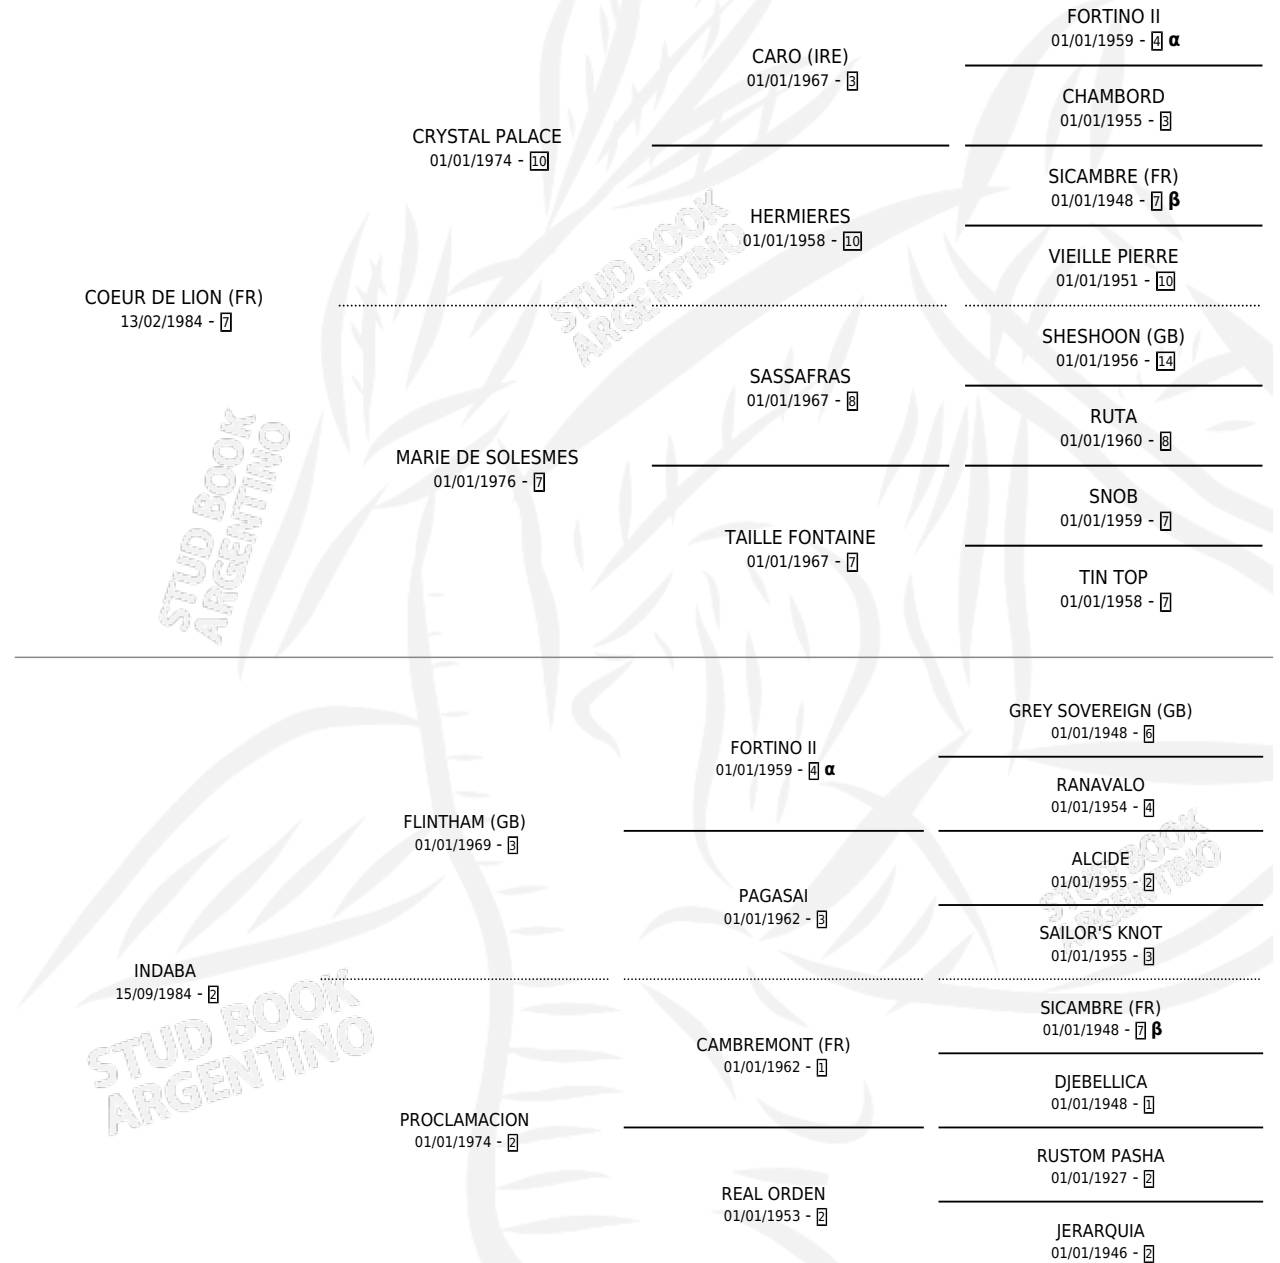 FORTINO II
01/01/1959 - 4 α
CARO (IRE)
01/01/1967 - 3
CHAMBORD
01/01/1955 - 3
CRYSTAL PALACE
01/01/1974 - 10
SICAMBRE (FR)
01/01/1948 - 7 β
HERMIERES
01/01/1958 - 10
VIEILLE PIERRE
01/01/1951 - 10
COEUR DE LION (FR)
13/02/1984 - 7
SHESHOON (GB)
01/01/1956 - 14
SASSAFRAS
01/01/1967 - 8
RUTA
01/01/1960 - 8
MARIE DE SOLESMES
01/01/1976 - 7
SNOB
01/01/1959 - 7
TAILLE FONTAINE
01/01/1967 - 7
TIN TOP
01/01/1958 - 7
GREY SOVEREIGN (GB)
01/01/1948 - 6
FORTINO II
01/01/1959 - 4 α
RANAVALO
01/01/1954 - 4
FLINTHAM (GB)
01/01/1969 - 3
ALCIDE
01/01/1955 - 2
PAGASAI
01/01/1962 - 3
SAILOR'S KNOT
01/01/1955 - 3
INDABA
15/09/1984 - 2
SICAMBRE (FR)
01/01/1948 - 7 β
CAMBREMONT (FR)
01/01/1962 - 1
DJEBELLICA
01/01/1948 - 1
PROCLAMACION
01/01/1974 - 2
RUSTOM PASHA
01/01/1927 - 2
REAL ORDEN
01/01/1953 - 2
JERARQUIA
01/01/1946 - 2
STUD BOOK
ARGENTINO
STUD BOOK
ARGENTINO
STUD BOOK
ARGENTINO
STUD BOOK
ARGENTINO